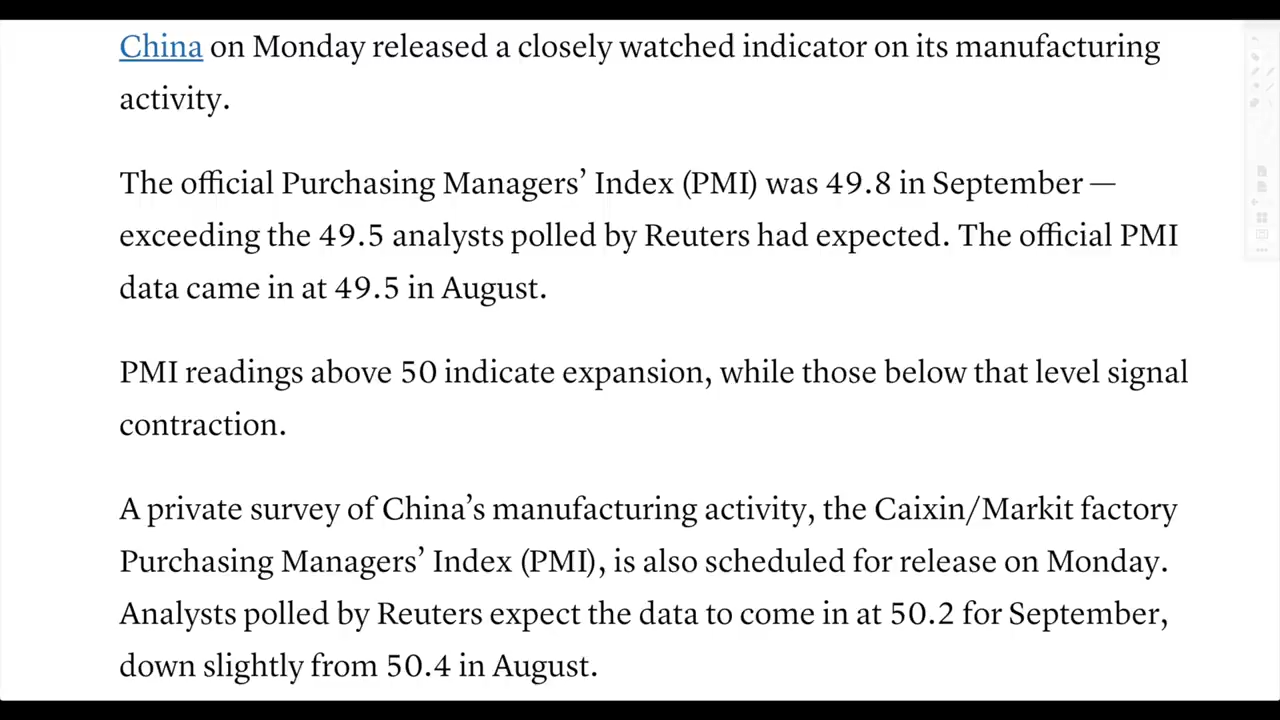 China on Monday released a closely watched indicator on its manufacturing
activity.
The official Purchasing Managers’ Index (PMI) was 49.8 in September —
exceeding the 49.5 analysts polled by Reuters had expected. The official PMI
data came in at 49.5 in August.
PMI readings above 50 indicate expansion, while those below that level signal
contraction.
A private survey of China’s manufacturing activity, the Caixin/Markit factory
Purchasing Managers’ Index (PMI), is also scheduled for release on Monday.
Analysts polled by Reuters expect the data to come in at 50.2 for September,
down slightly from 50.4 in August.